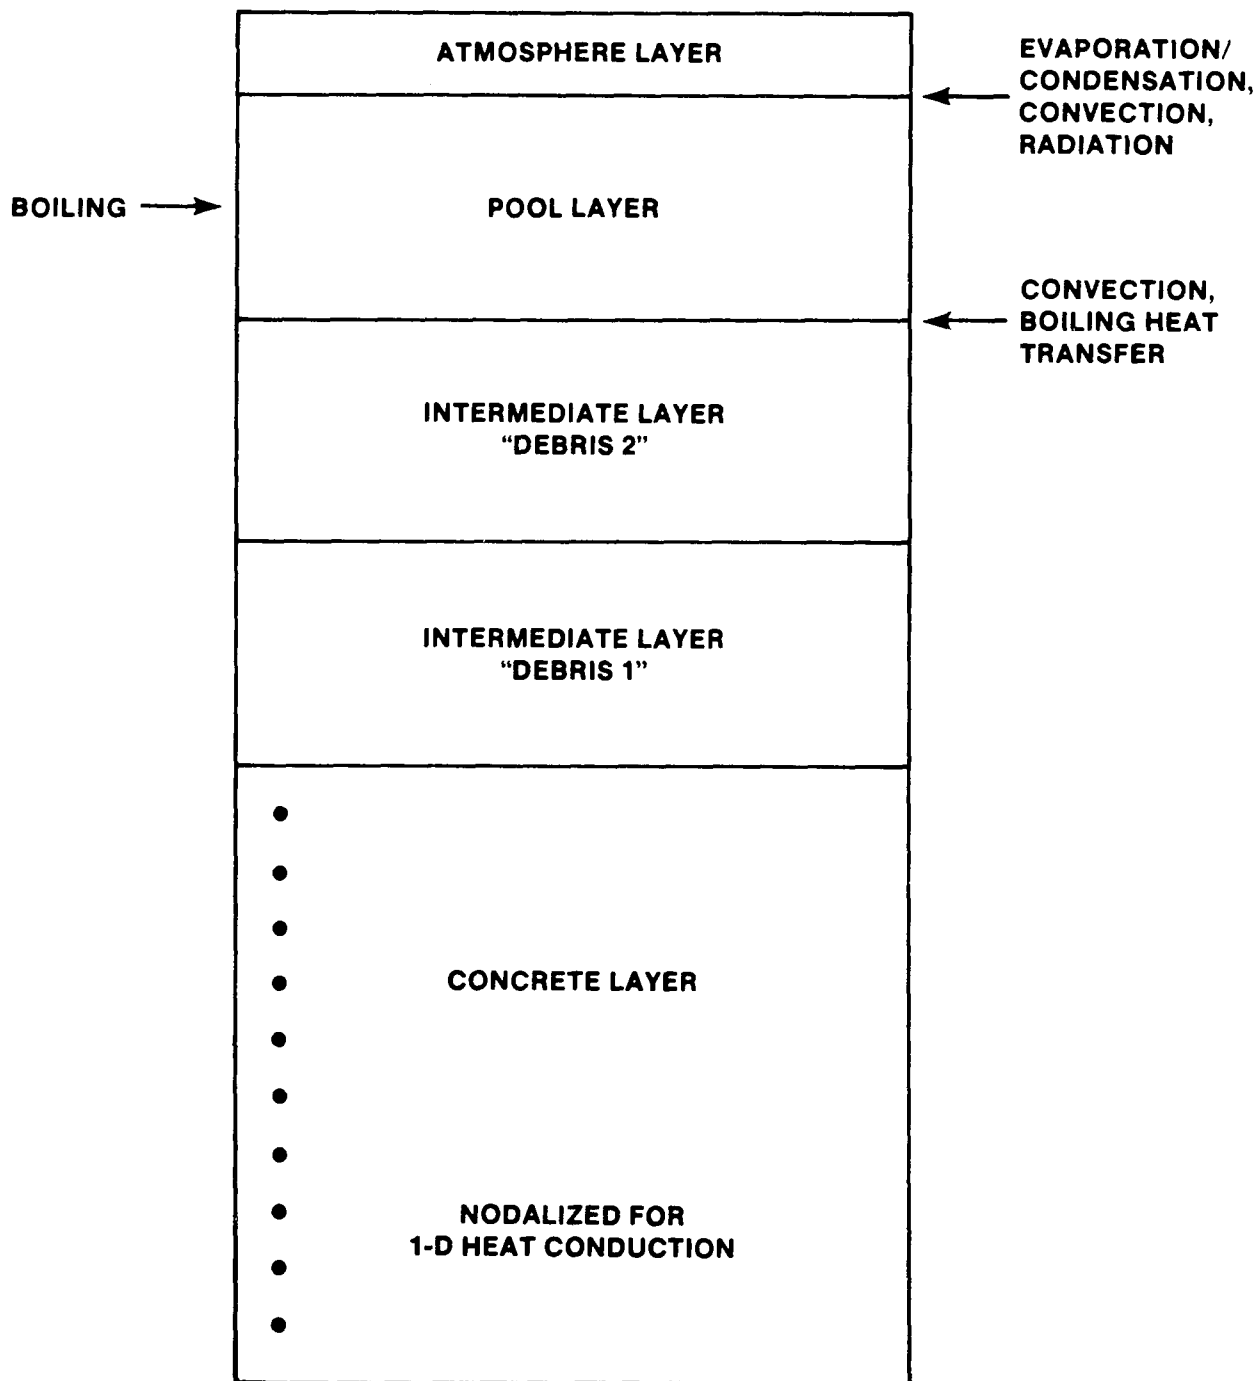 ATMOSPHERE LAYER
EVAPORATION/
CONDENSATION,
CONVECTION,
RADIATION
BOILING
POOL LAYER
CONVECTION,
BOILING HEAT
TRANSFER
INTERMEDIATE LAYER
“DEBRIS 2”
INTERMEDIATE LAYER
“DEBRIS 1”
CONCRETE LAYER
NODALIZED FOR
1-D HEAT CONDUCTION